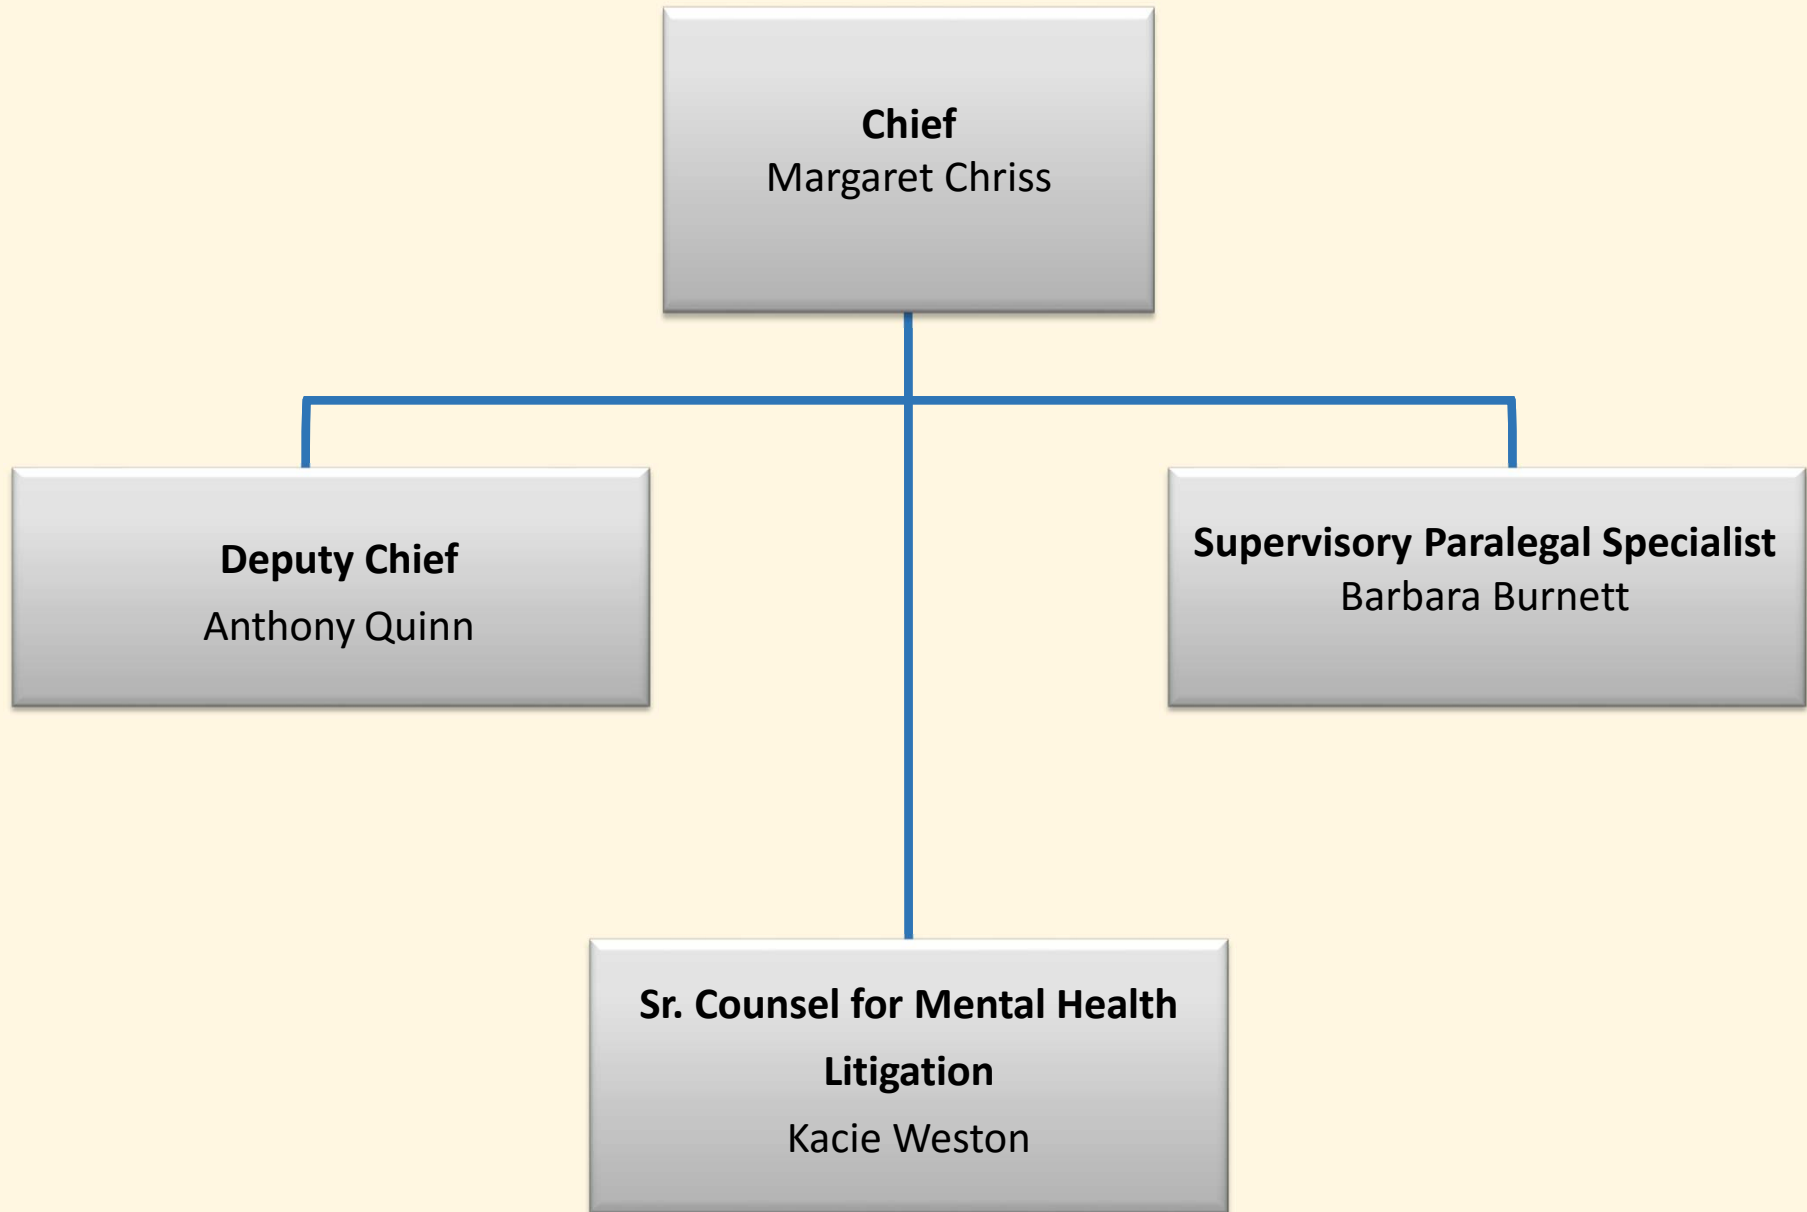 Chief
Margaret Chriss
Deputy Chief
Anthony Quinn
Supervisory Paralegal Specialist
Barbara Burnett
Sr. Counsel for Mental Health
Litigation
Kacie Weston